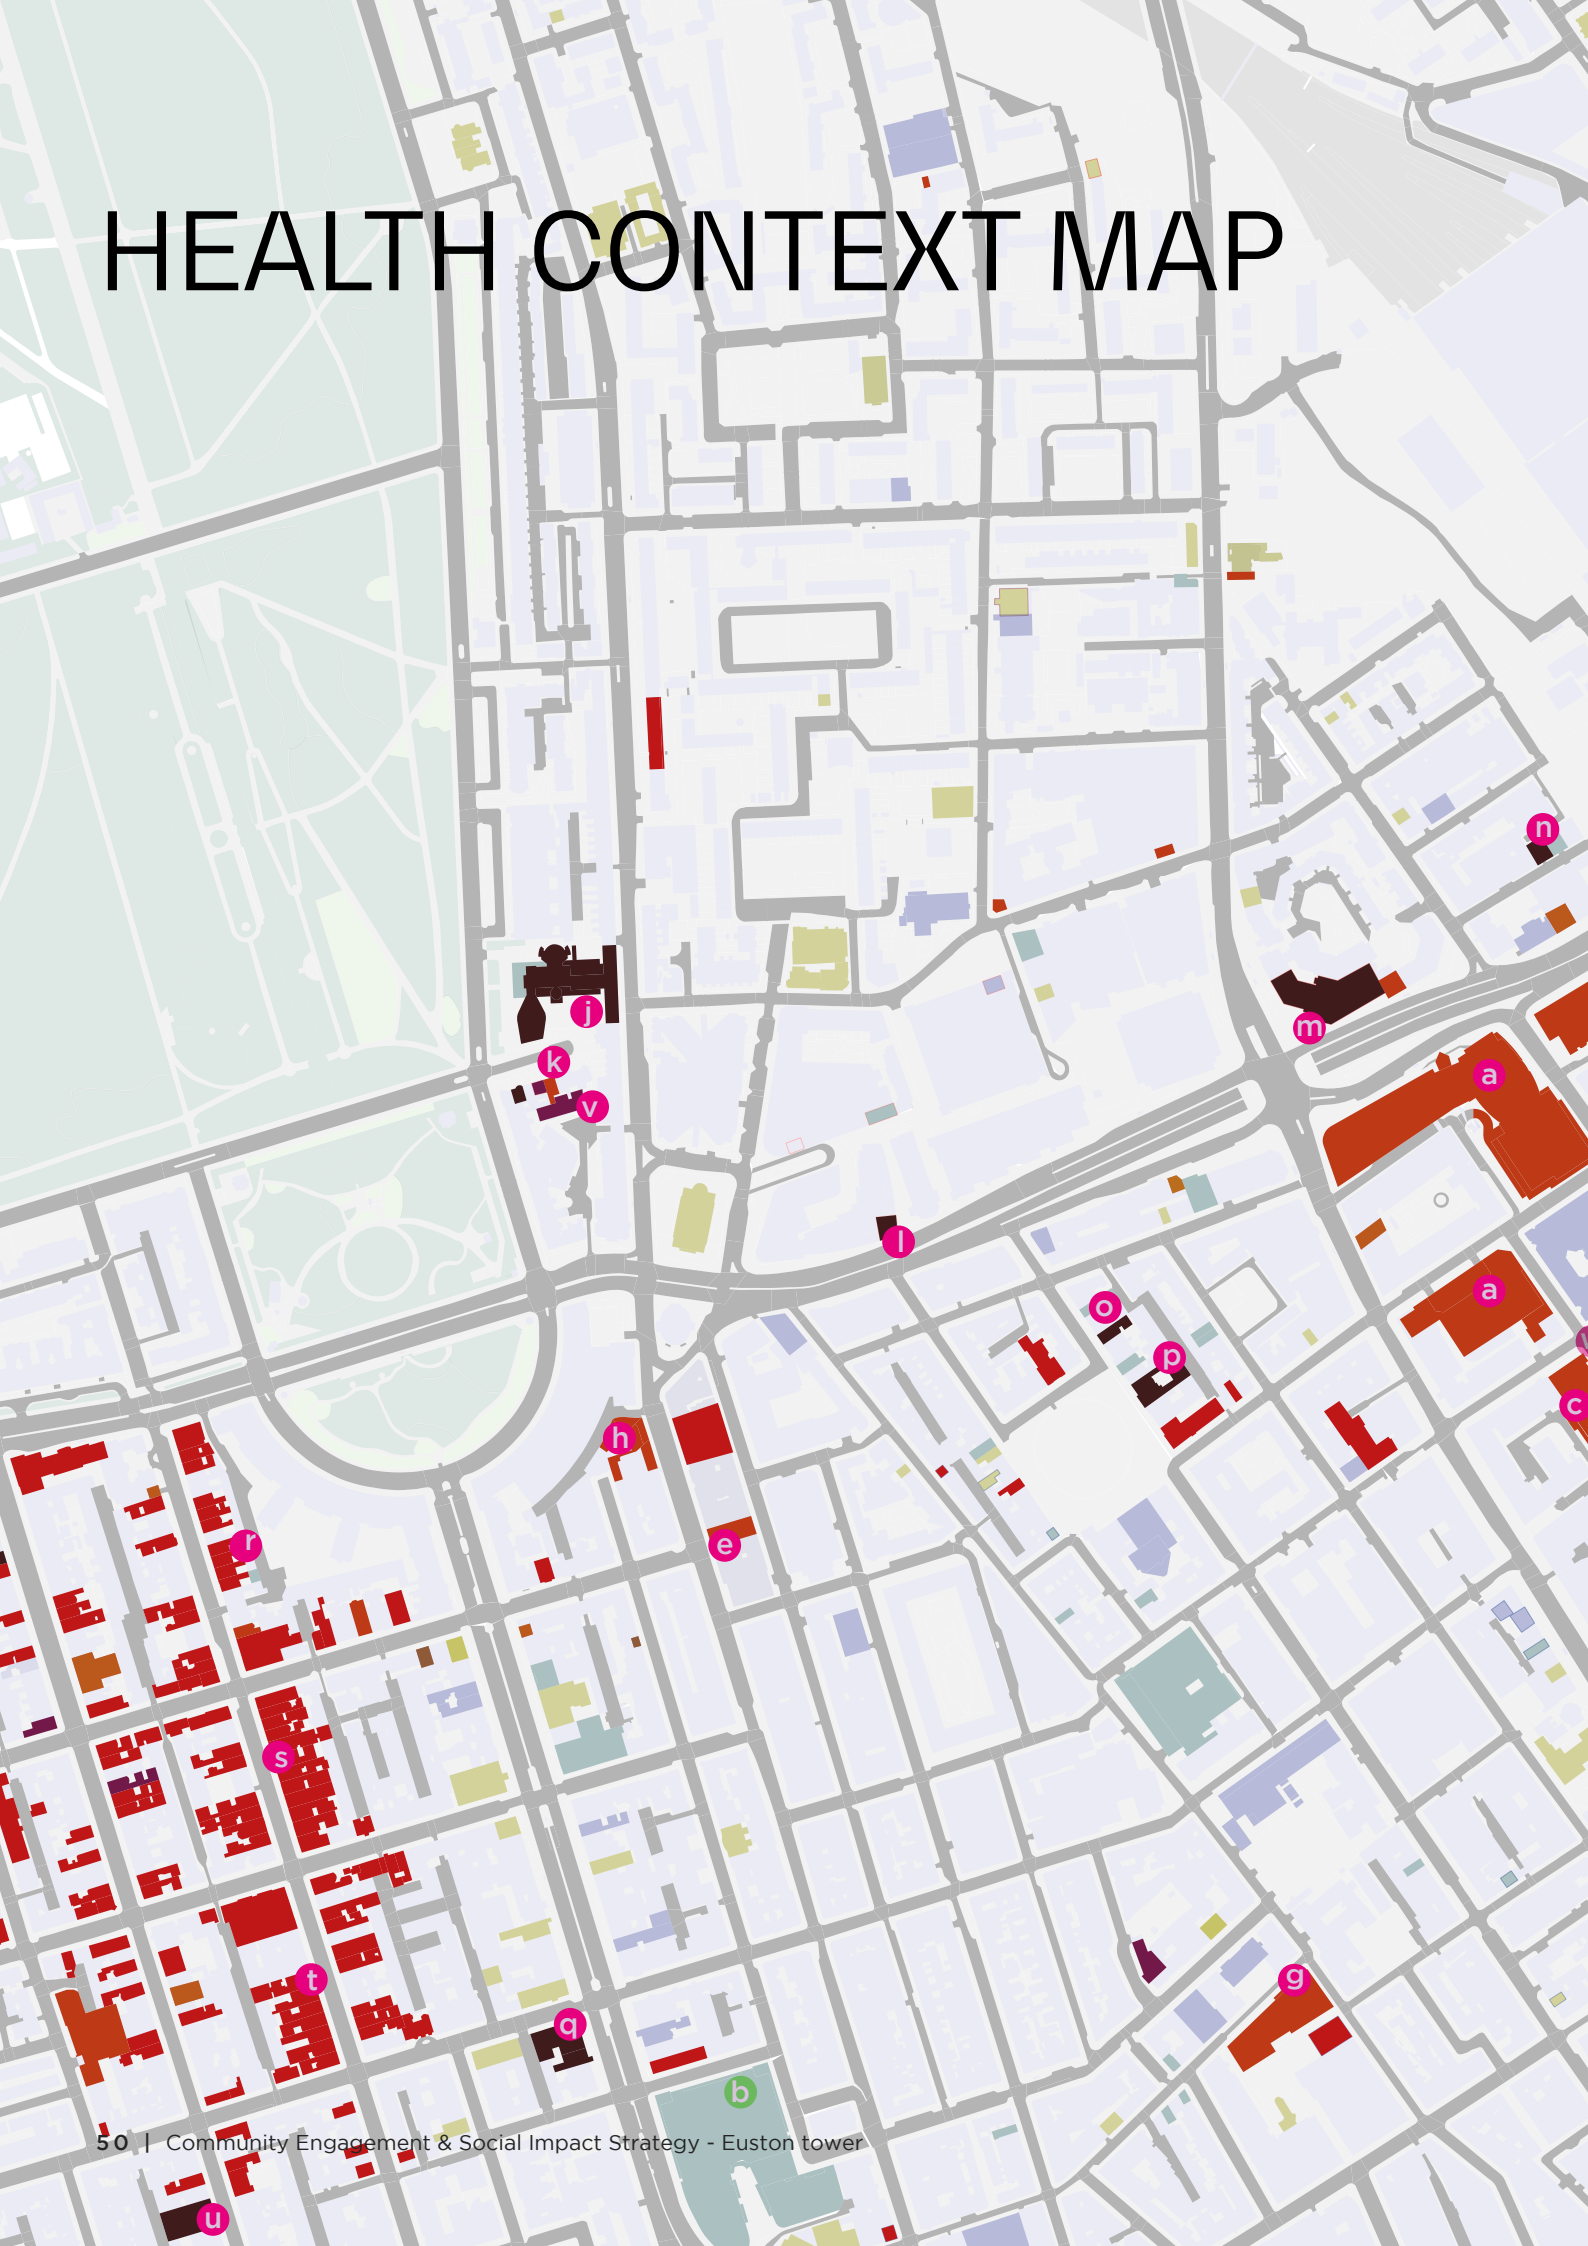 HEALTH CONTEXT MAP
n
j
m
k
a
v
l
a
o
p
c
h
e
r
s
g
t
q
b
50 | Community Engagement & Social Impact Strategy - Euston tower
u